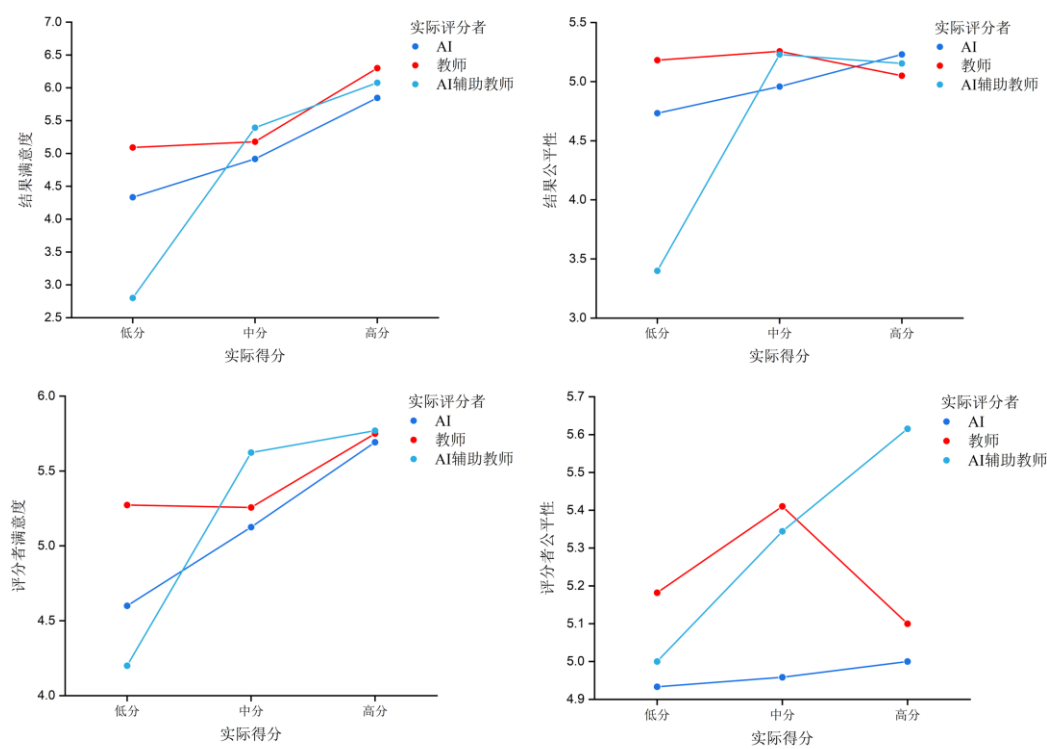 7.0
6.5
6.0
5.5
5.0
4.5
4.0
3.5
3.0
2.5
结果满意度
低分
中分
高分
实际得分
实际评分者
AI
教师
AI辅助教师
5.5
5.0
4.5
4.0
3.5
3.0
结果公平性
低分
中分
高分
实际得分
实际评分者
AI
教师
AI辅助教师
6.0
5.5
5.0
4.5
4.0
评分者满意度
低分
中分
高分
实际得分
实际评分者
AI
教师
AI辅助教师
5.7
5.6
5.5
5.4
5.3
5.2
5.1
5.0
4.9
评分者公平性
低分
中分
高分
实际得分
实际评分者
AI
教师
AI辅助教师